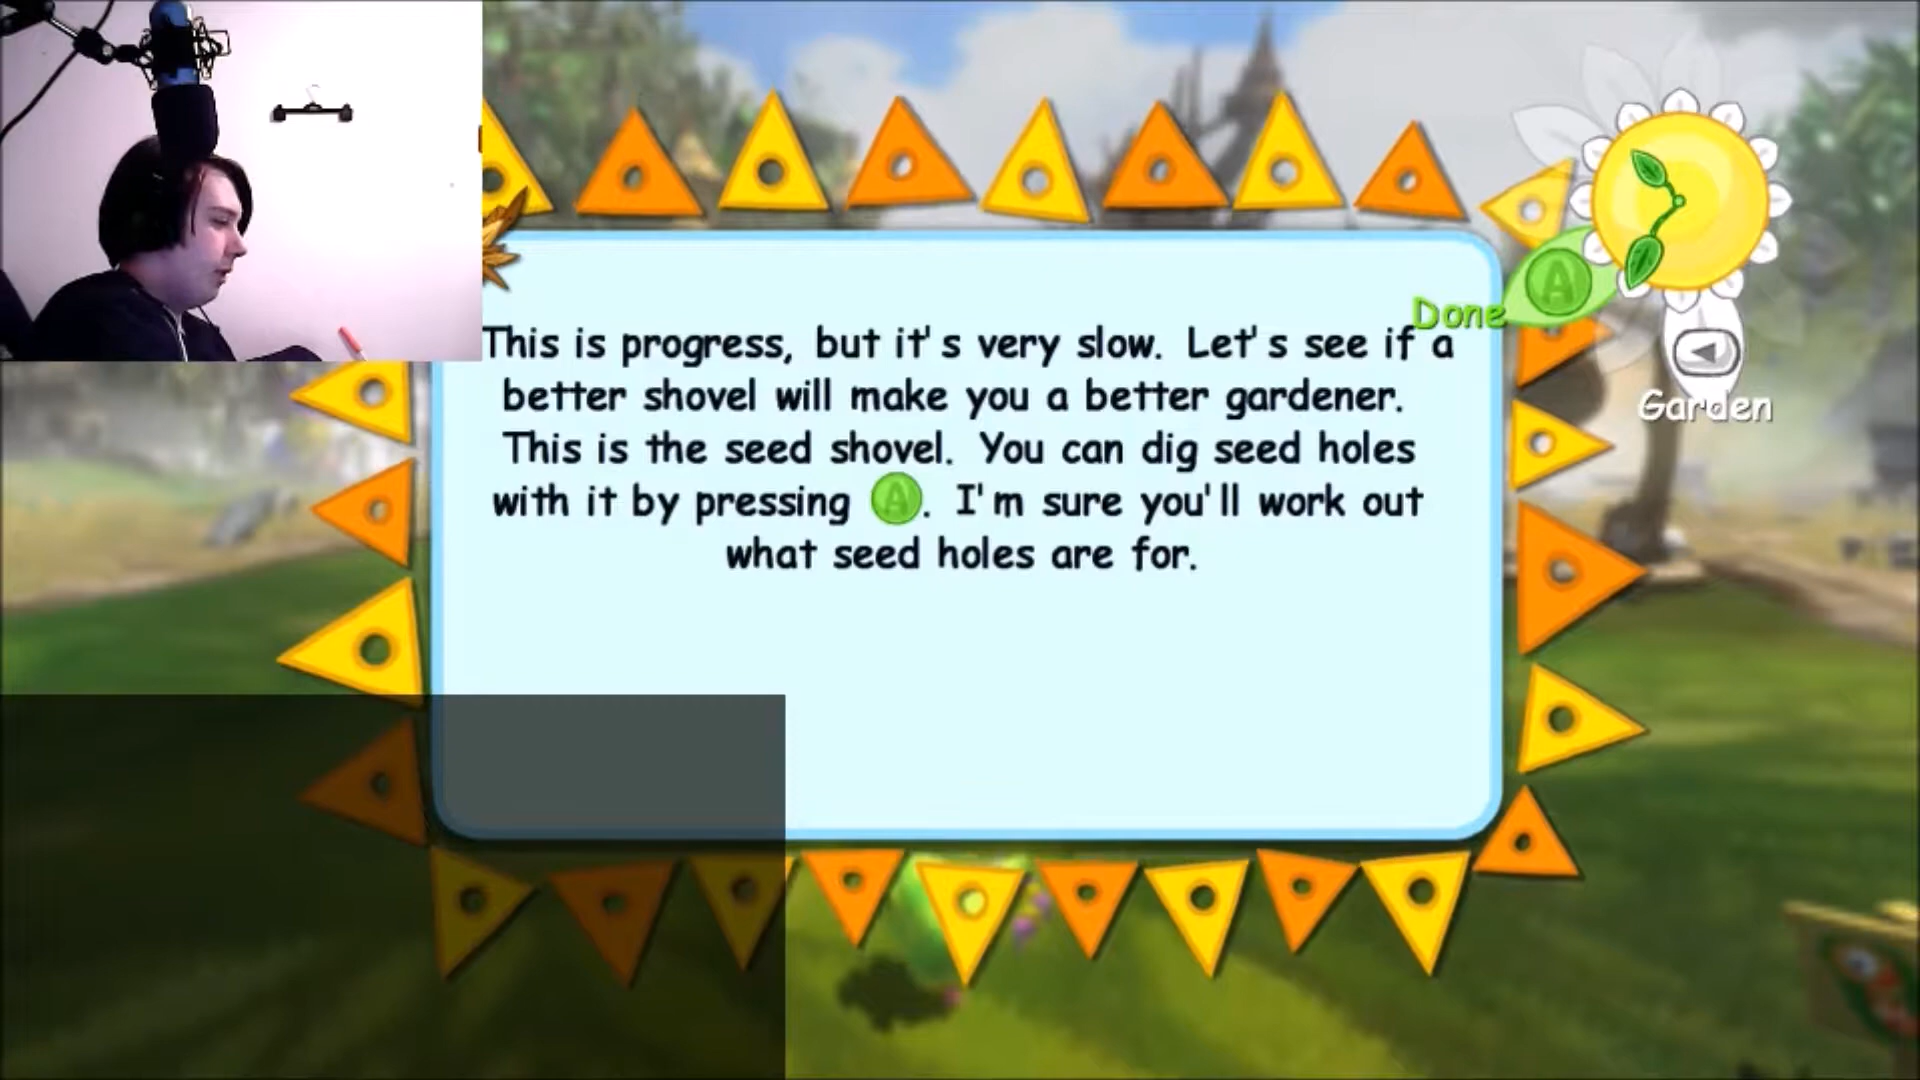 This is progress, but it's very slow. Let's see if a
better shovel will make you a better gardener.
This is the seed shovel. You can dig seed holes
with it by pressing A. I'm sure you'll work out
what seed holes are for.
Done A
Garden